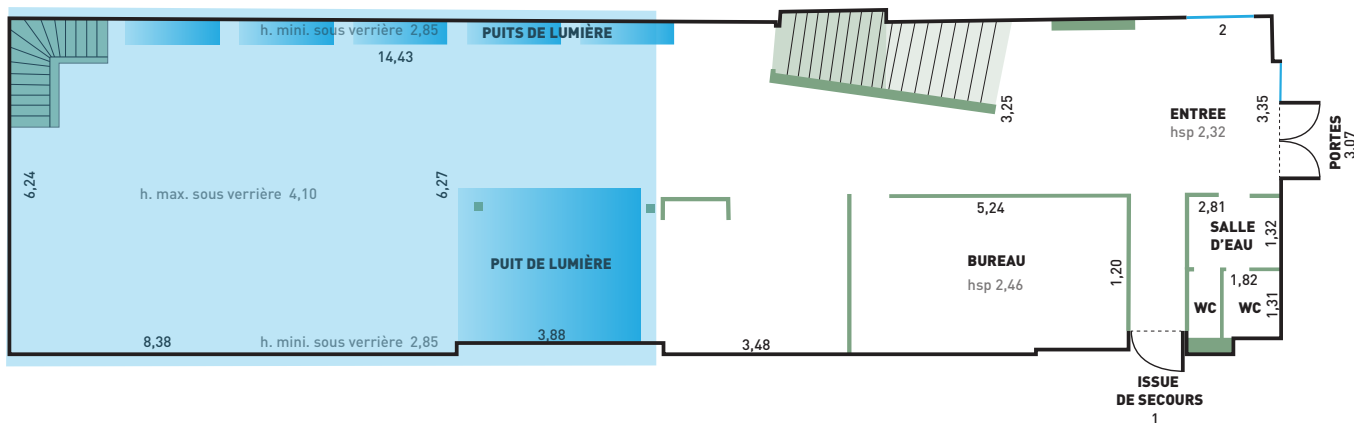 h. mini. sous verrière 2,85
PUITS DE LUMIÈRE
14,43
2
3,25
ENTREE
hsp 2,32
3,35
PORTES
3,07
6,24
h. max. sous verrière 4,10
6,27
5,24
2,81
SALLE
D'EAU
1,32
PUIT DE LUMIÈRE
BUREAU
hsp 2,46
1,20
1,82
WC
WC
1,31
8,38
h. mini. sous verrière 2,85
3,88
3,48
ISSUE
DE SECOURS
1